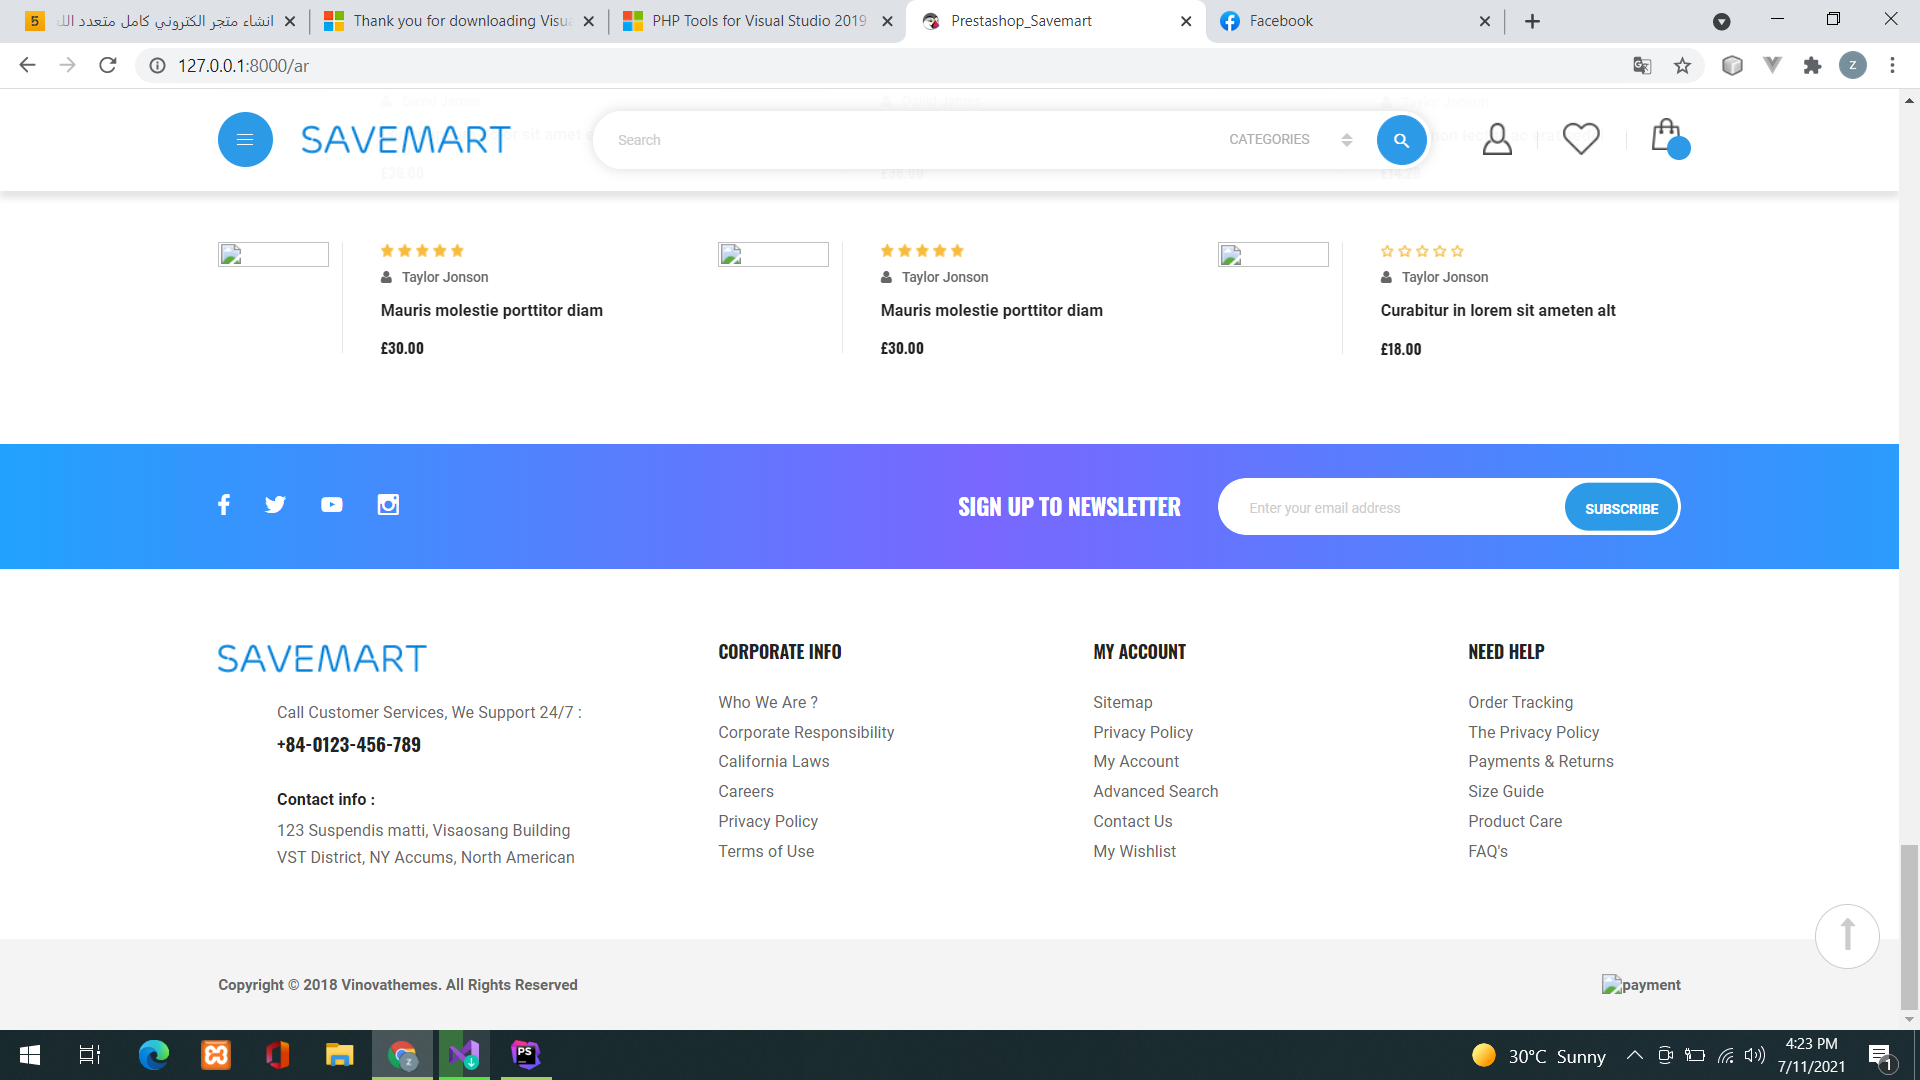 5 انشاء متجر الكتروني كامل متعدد الل
Thank you for downloading Visua
PHP Tools for Visual Studio 2019
Prestashop_Savemart
Facebook
127.0.0.1:8000/ar
Z
SAVEMART
Search
CATEGORIES
Taylor Jonson
Mauris molestie porttitor diam
£30.00
Taylor Jonson
Mauris molestie porttitor diam
£30.00
Taylor Jonson
Curabitur in lorem sit ameten alt
£18.00
SIGN UP TO NEWSLETTER
Enter your email address
SUBSCRIBE
SAVEMART
Call Customer Services, We Support 24/7 :
+84-0123-456-789
Contact info :
123 Suspendis matti, Visaosang Building
VST District, NY Accums, North American
CORPORATE INFO
Who We Are ?
Corporate Responsibility
California Laws
Careers
Privacy Policy
Terms of Use
MY ACCOUNT
Sitemap
Privacy Policy
My Account
Advanced Search
Contact Us
My Wishlist
NEED HELP
Order Tracking
The Privacy Policy
Payments & Returns
Size Guide
Product Care
FAQ's
Copyright © 2018 Vinovathemes. All Rights Reserved
payment
PS
30°C Sunny
4:23 PM
7/11/2021
1